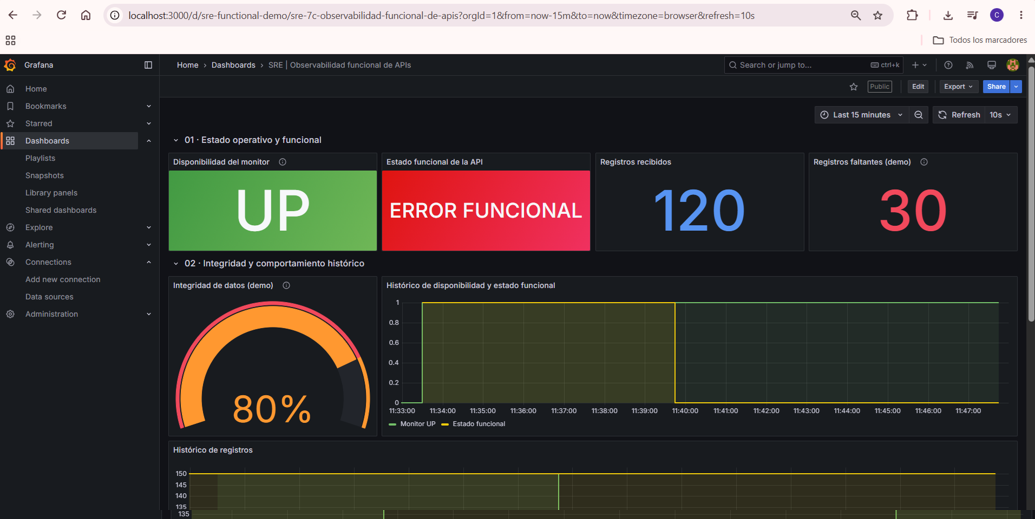 localhost:3000/d/sre-functional-demo/sre-7c-observabilidad-funcional-de-apis?orgId=1&from=now-15m&to=now&timezone=browser&refresh=10s
C
Todos los marcadores
Grafana
Home › Dashboards › SRE | Observabilidad funcional de APIs
Search or jump to...
ctrl+k
Public
Edit
Export
Share
Home
Bookmarks
Starred
Dashboards
Playlists
Snapshots
Library panels
Shared dashboards
Explore
Alerting
Connections
Add new connection
Data sources
Administration
Last 15 minutes
Refresh
10s
01 · Estado operativo y funcional
Disponibilidad del monitor
UP
Estado funcional de la API
ERROR FUNCIONAL
Registros recibidos
120
Registros faltantes (demo)
30
02 · Integridad y comportamiento histórico
Integridad de datos (demo)
80%
Histórico de disponibilidad y estado funcional
1
0.8
0.6
0.4
0.2
0
11:33:00 11:34:00 11:35:00 11:36:00 11:37:00 11:38:00 11:39:00 11:40:00 11:41:00 11:42:00 11:43:00 11:44:00 11:45:00 11:46:00 11:47:00
Monitor UP
Estado funcional
Histórico de registros
150
145
140
135
135